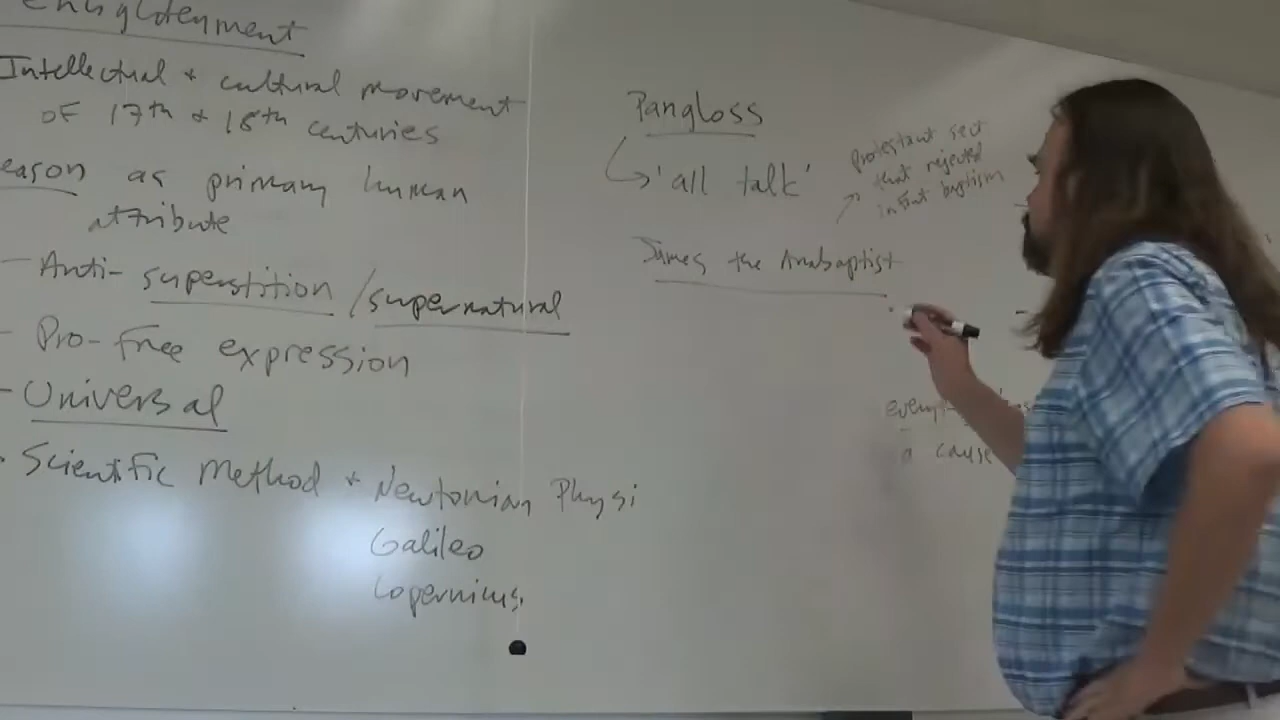 Enlightenment
Intellectual + cultural movement
of 17th + 18th centuries
eason as primary human
attribute
- Anti-superstition/supernatural
- Pro-free expression
- Universal
. Scientific Method + Newtonian Physi
Galileo
Copernicus
Pangloss
'all talk'
Protestant sect
that rejected
infant baptism
James the Anabaptist
a cause